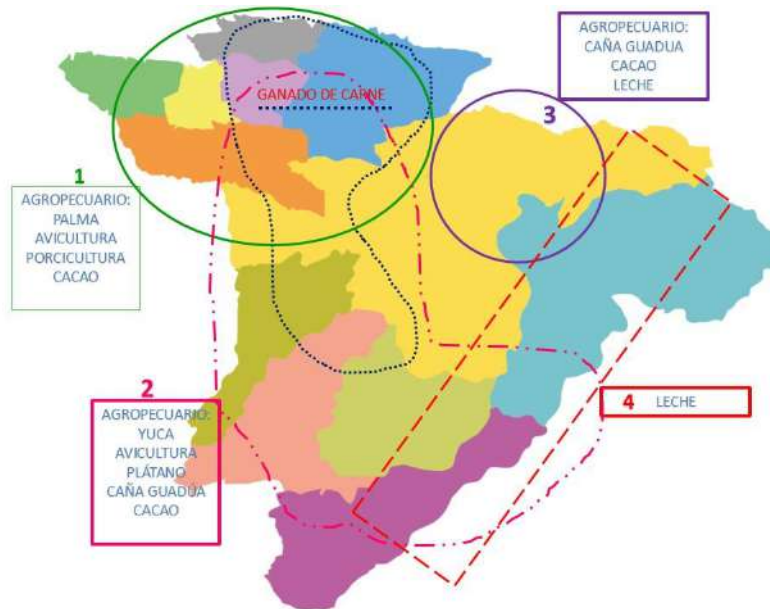 AGROPECUARIO:
CAÑA GUADUA
CACAO
LECHE
GANADO DE CARNE
3
1
AGROPECUARIO:
PALMA
AVICULTURA
PORCICULTURA
CACAO
2
AGROPECUARIO:
YUCA
AVICULTURA
PLÁTANO
CAÑA GUADÚA
CACAO
4 LECHE